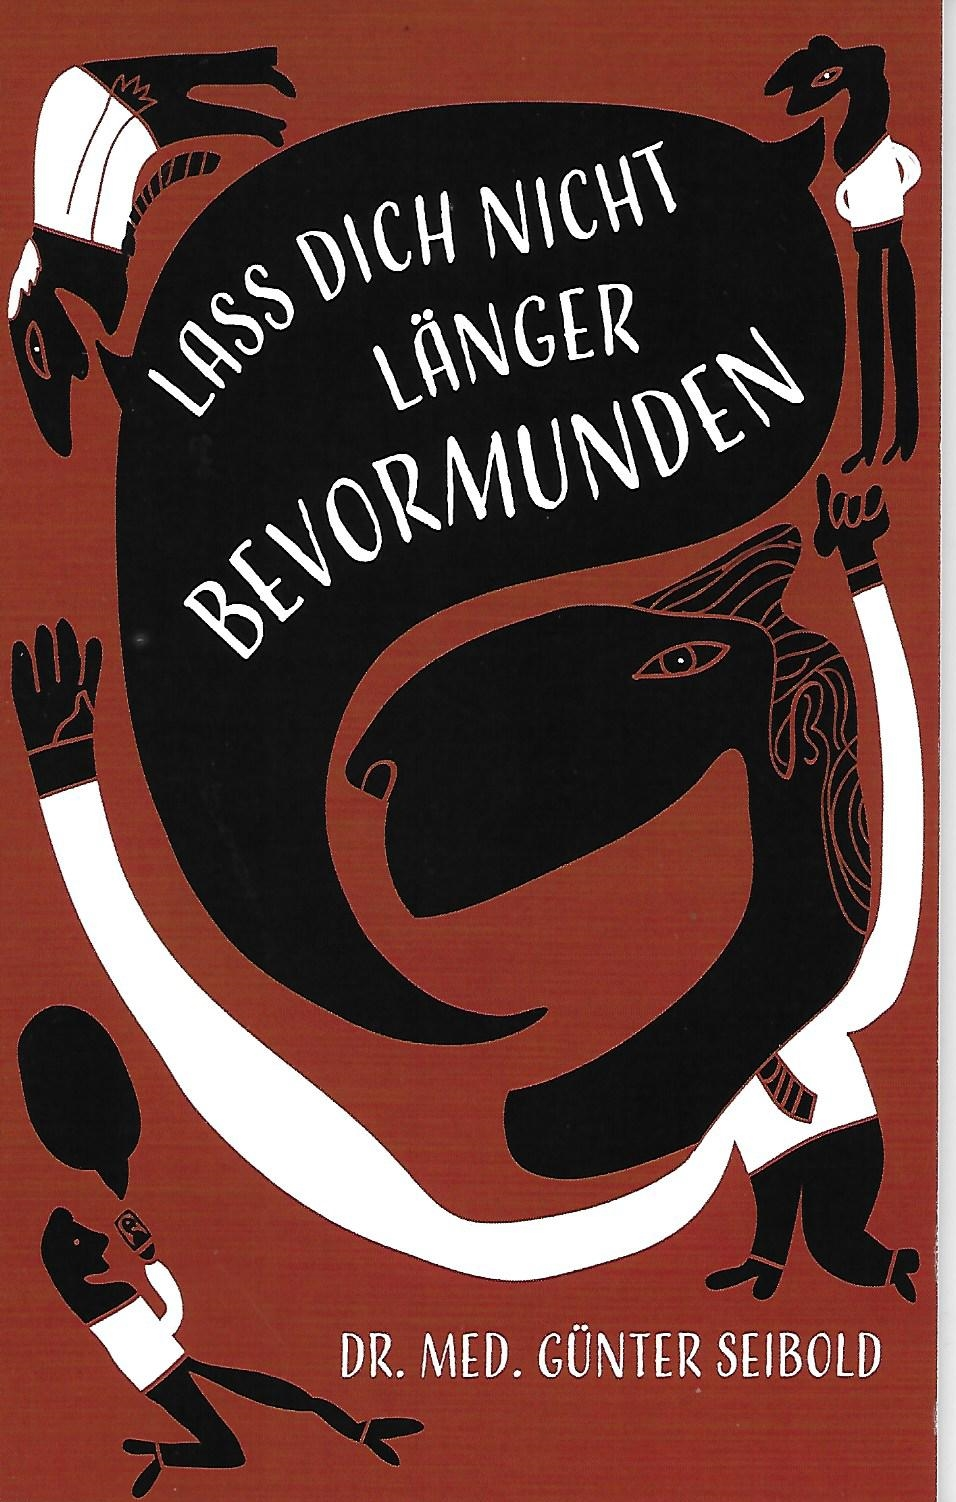 LASS DICH NICHT
LÄNGER
BEVORMUNDEN
DR. MED. GÜNTER SEIBOLD